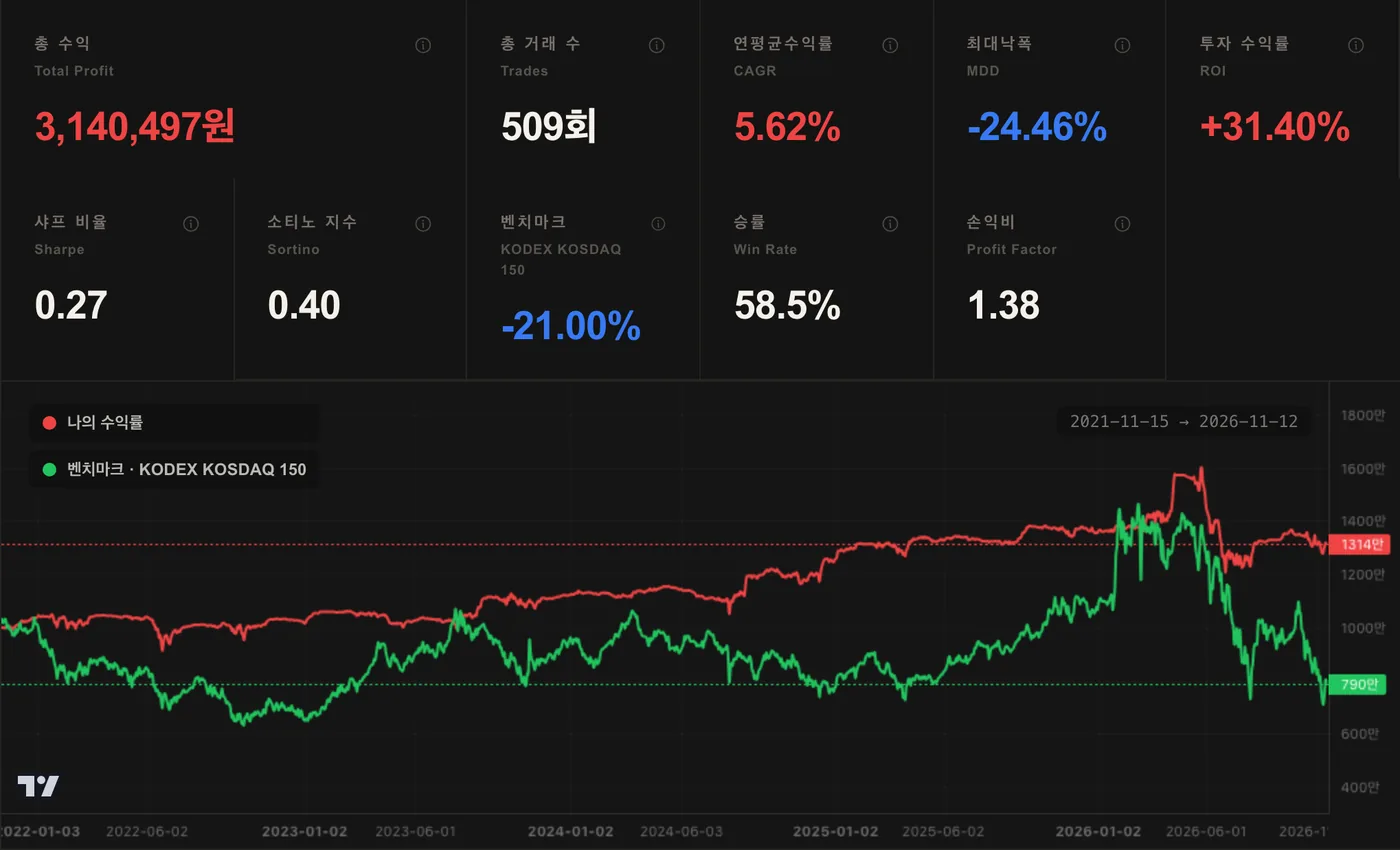 총 수익
Total Profit
3,140,497원
총 거래 수
Trades
509회
연평균수익률
CAGR
5.62%
최대낙폭
MDD
-24.46%
투자 수익률
ROI
+31.40%
샤프 비율
Sharpe
0.27
소티노 지수
Sortino
0.40
벤치마크
KODEX KOSDAQ
150
-21.00%
승률
Win Rate
58.5%
손익비
Profit Factor
1.38
나의 수익률
벤치마크 · KODEX KOSDAQ 150
2021-11-15 → 2026-11-12
1800만
1600만
1400만
1314만
1200만
1000만
790만
600만
400만
2022-01-03 2022-06-02 2023-01-02 2023-06-01 2024-01-02 2024-06-03 2025-01-02 2025-06-02 2026-01-02 2026-06-01 2026-1